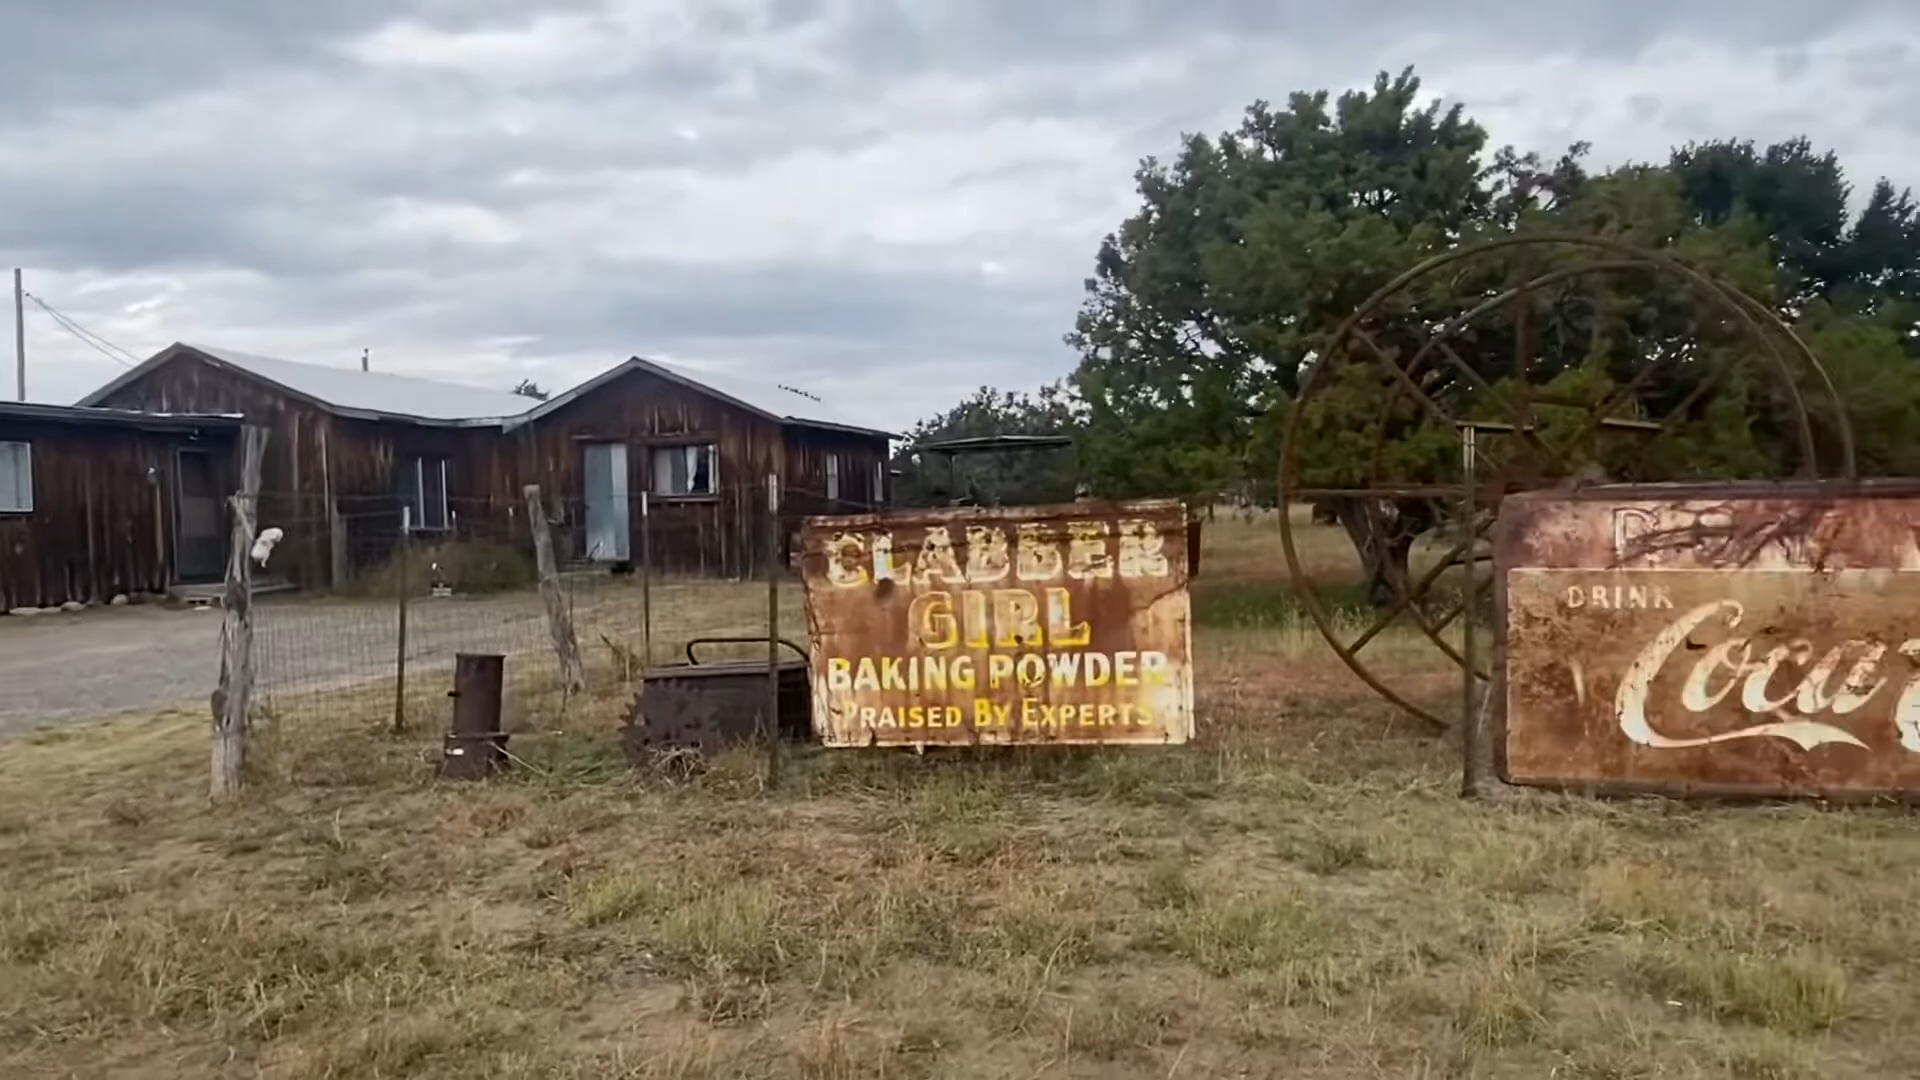 CLABBER
GIRL
BAKING POWDER
PRAISED BY EXPERTS
DRINK
Coca